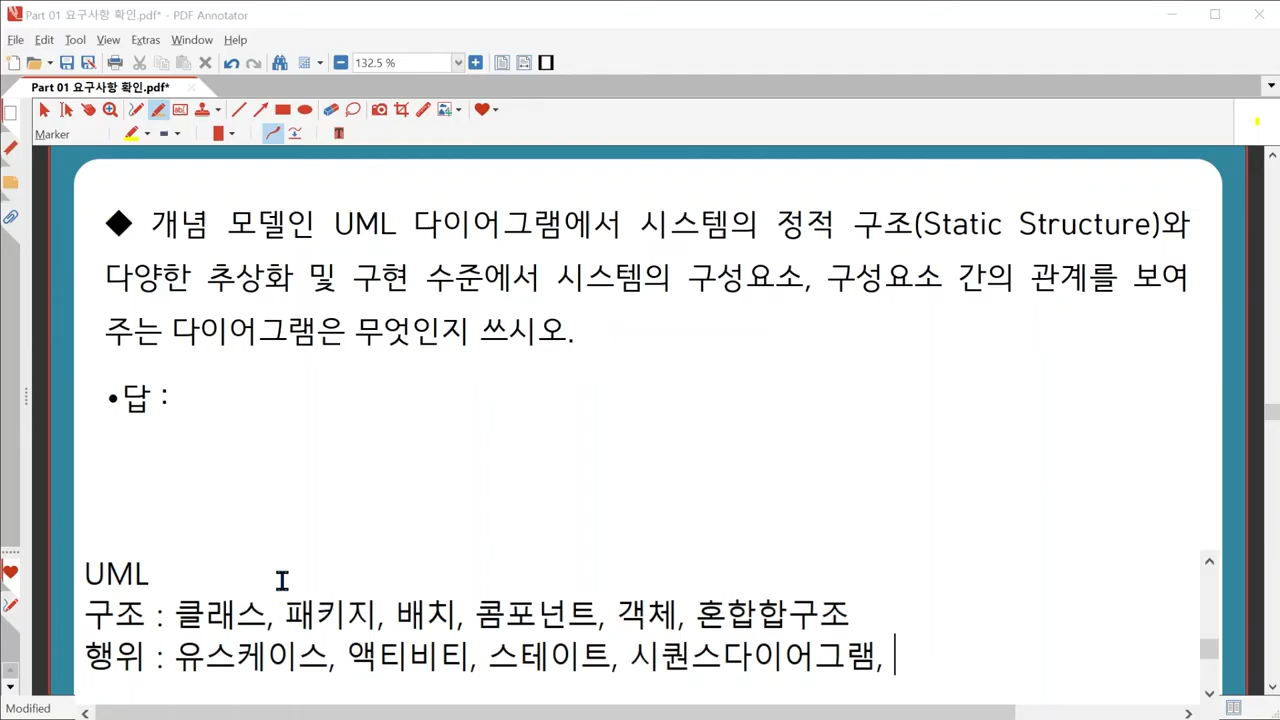 Part 01 요구사항 확인.pdf* - PDF Annotator
File Edit Tool View Extras Window Help
132.5 %
Part 01 요구사항 확인.pdf*
Marker
◆ 개념 모델인 UML 다이어그램에서 시스템의 정적 구조(Static Structure)와
다양한 추상화 및 구현 수준에서 시스템의 구성요소, 구성요소 간의 관계를 보여
주는 다이어그램은 무엇인지 쓰시오.
•답 :
UML
구조 : 클래스, 패키지, 배치, 콤포넌트, 객체, 혼합합구조
행위 : 유스케이스, 액티비티, 스테이트, 시퀀스다이어그램,
Modified